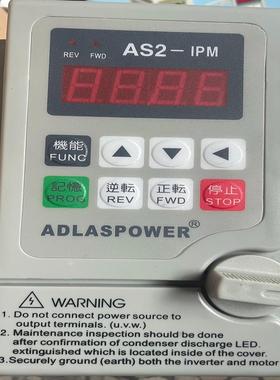 AS2-IPM
REV FWD
機能
FUNC
記憶 逆転 正転 停止
PROG REV FWD STOP
ADLASPOWER®
WARNING
1. Do not connect power source to
output terminals. (u.v.w.)
2. Maintenance inspection should be done
after confirmation of condenser discharge LED.
extinguished which is located inside of the cover.
3.Securely ground (earth) both the inverter and motor